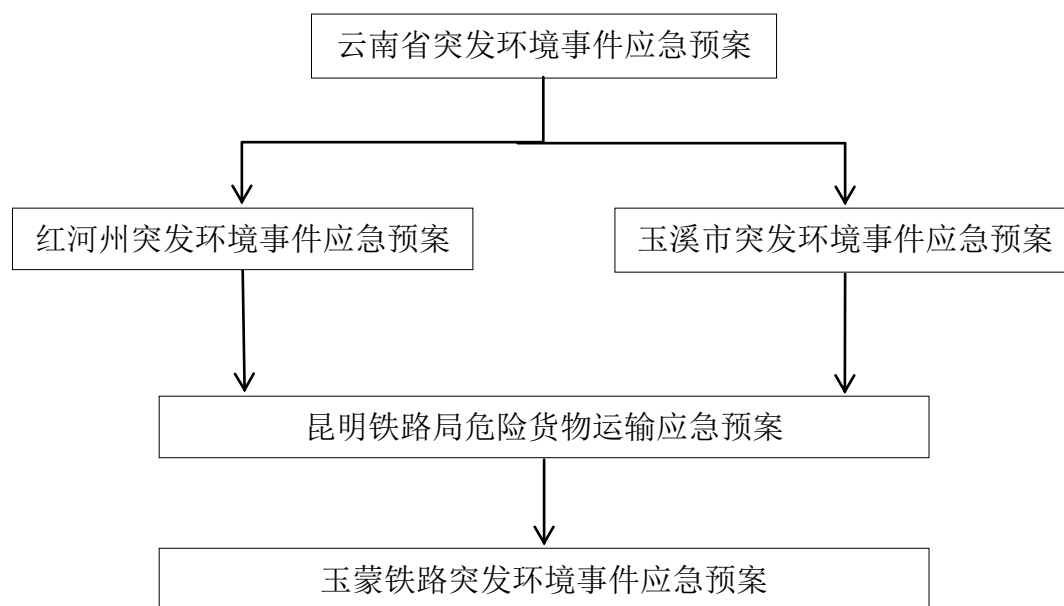 云南省突发环境事件应急预案
红河州突发环境事件应急预案
玉溪市突发环境事件应急预案
昆明铁路局危险货物运输应急预案
玉蒙铁路突发环境事件应急预案